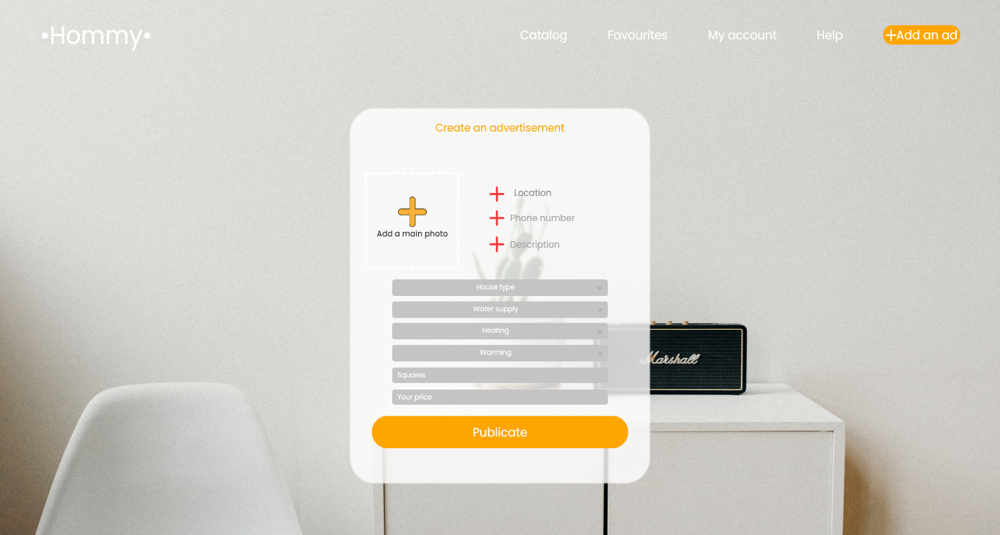 •Hommy•
Catalog
Favourites
My account
Help
+Add an ad
Create an advertisement
Add a main photo
Location
Phone number
Description
House type
Water supply
Heating
Warming
Squares
Your price
Publicate
Marshall